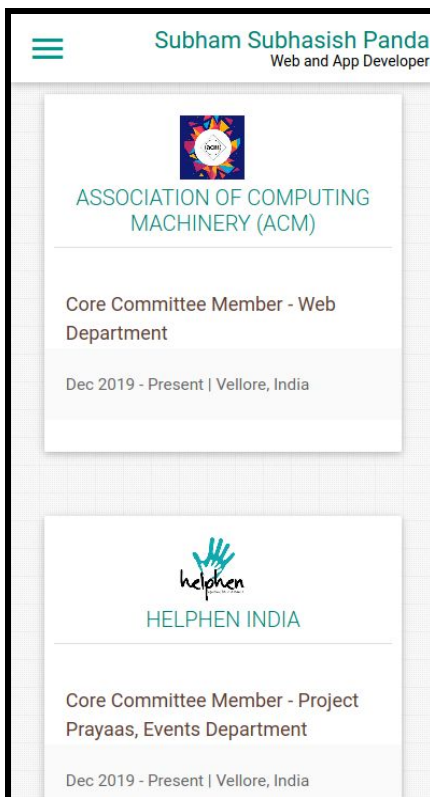 Subham Subhasish Panda
Web and App Developer
acm
ASSOCIATION OF COMPUTING
MACHINERY (ACM)
Core Committee Member - Web
Department
Dec 2019 - Present | Vellore, India
helphen
HELPHEN INDIA
Core Committee Member - Project
Prayaas, Events Department
Dec 2019 - Present | Vellore, India